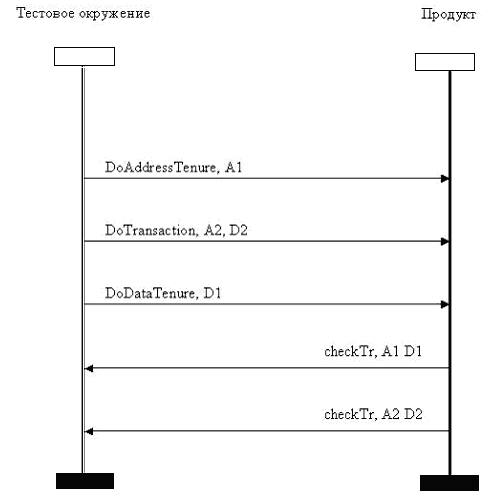 Тестовое окружение
Продукт
DoAddressTenure, A1
DoTransaction, A2, D2
DoDataTenure, D1
checkTr, A1 D1
checkTr, A2 D2